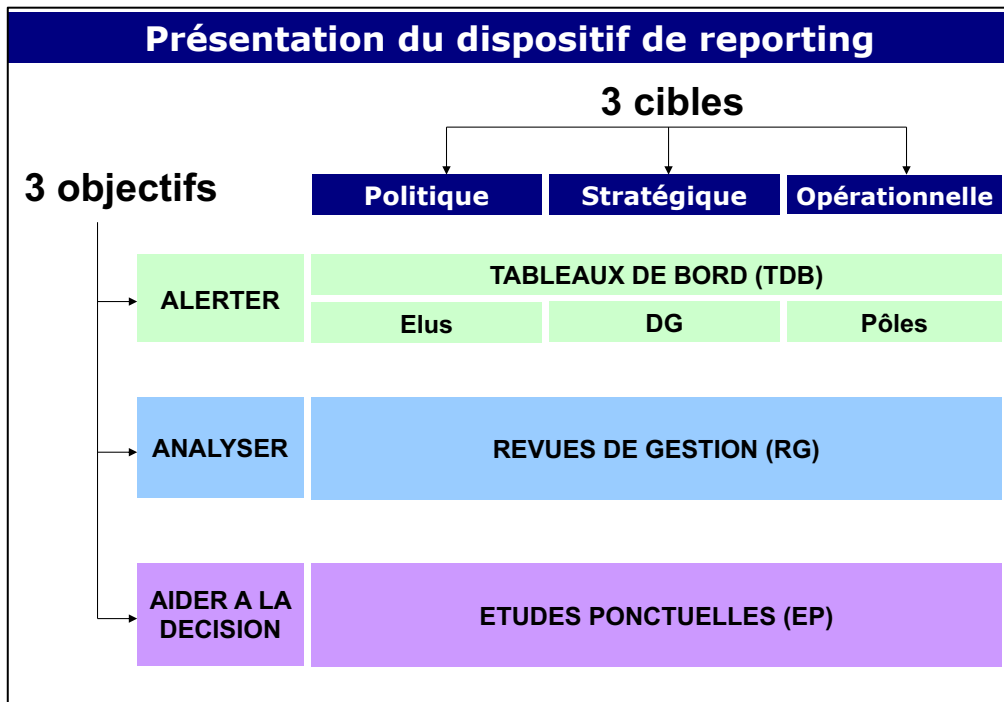 Présentation du dispositif de reporting
3 cibles
3 objectifs
Politique
Stratégique
Opérationnelle
ALERTER
TABLEAUX DE BORD (TDB)
Elus
DG
Pôles
ANALYSER
REVUES DE GESTION (RG)
AIDER A LA
DECISION
ETUDES PONCTUELLES (EP)